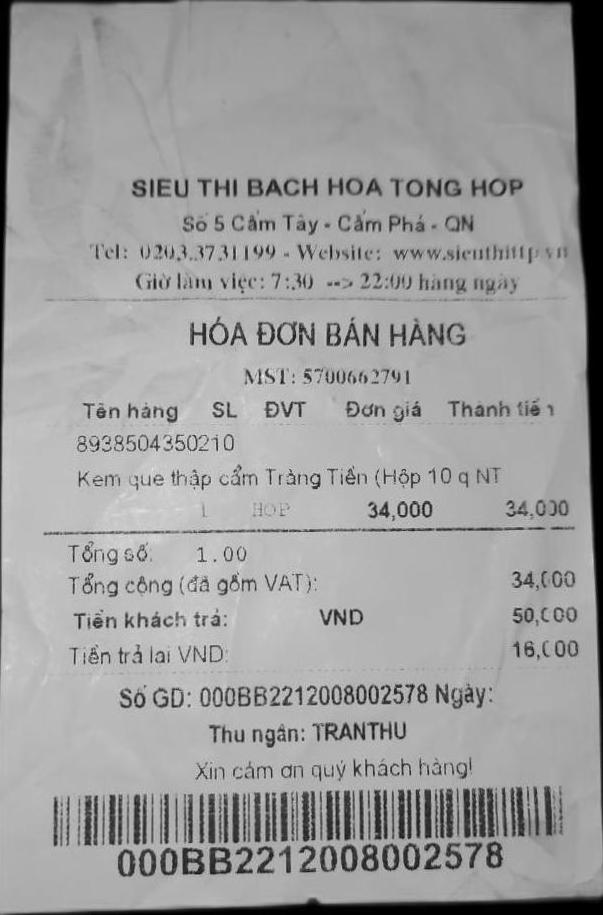 SIEU THI BACH HOA TONG HOP
Số 5 Cẩm Tây - Cẩm Phả - QN
Tel: 0203.3731199 - Website: www.sieuthittp.vn
Giờ làm việc: 7:30 --> 22:00 hàng ngày
HÓA ĐƠN BÁN HÀNG
MST: 5700662791
Tên hàng SL ĐVT Đơn giá Thành tiền
8938504350210
Kem que thập cẩm Tràng Tiền (Hộp 10 q NT
1 HOP 34,000 34,000
Tổng số: 1.00
Tổng cộng (đã gồm VAT): 34,000
Tiền khách trả: VND 50,000
Tiền trả lại VND: 16,000
Số GD: 000BB2212008002578 Ngày:
Thu ngân: TRANTHU
Xin cảm ơn quý khách hàng!
000BB2212008002578